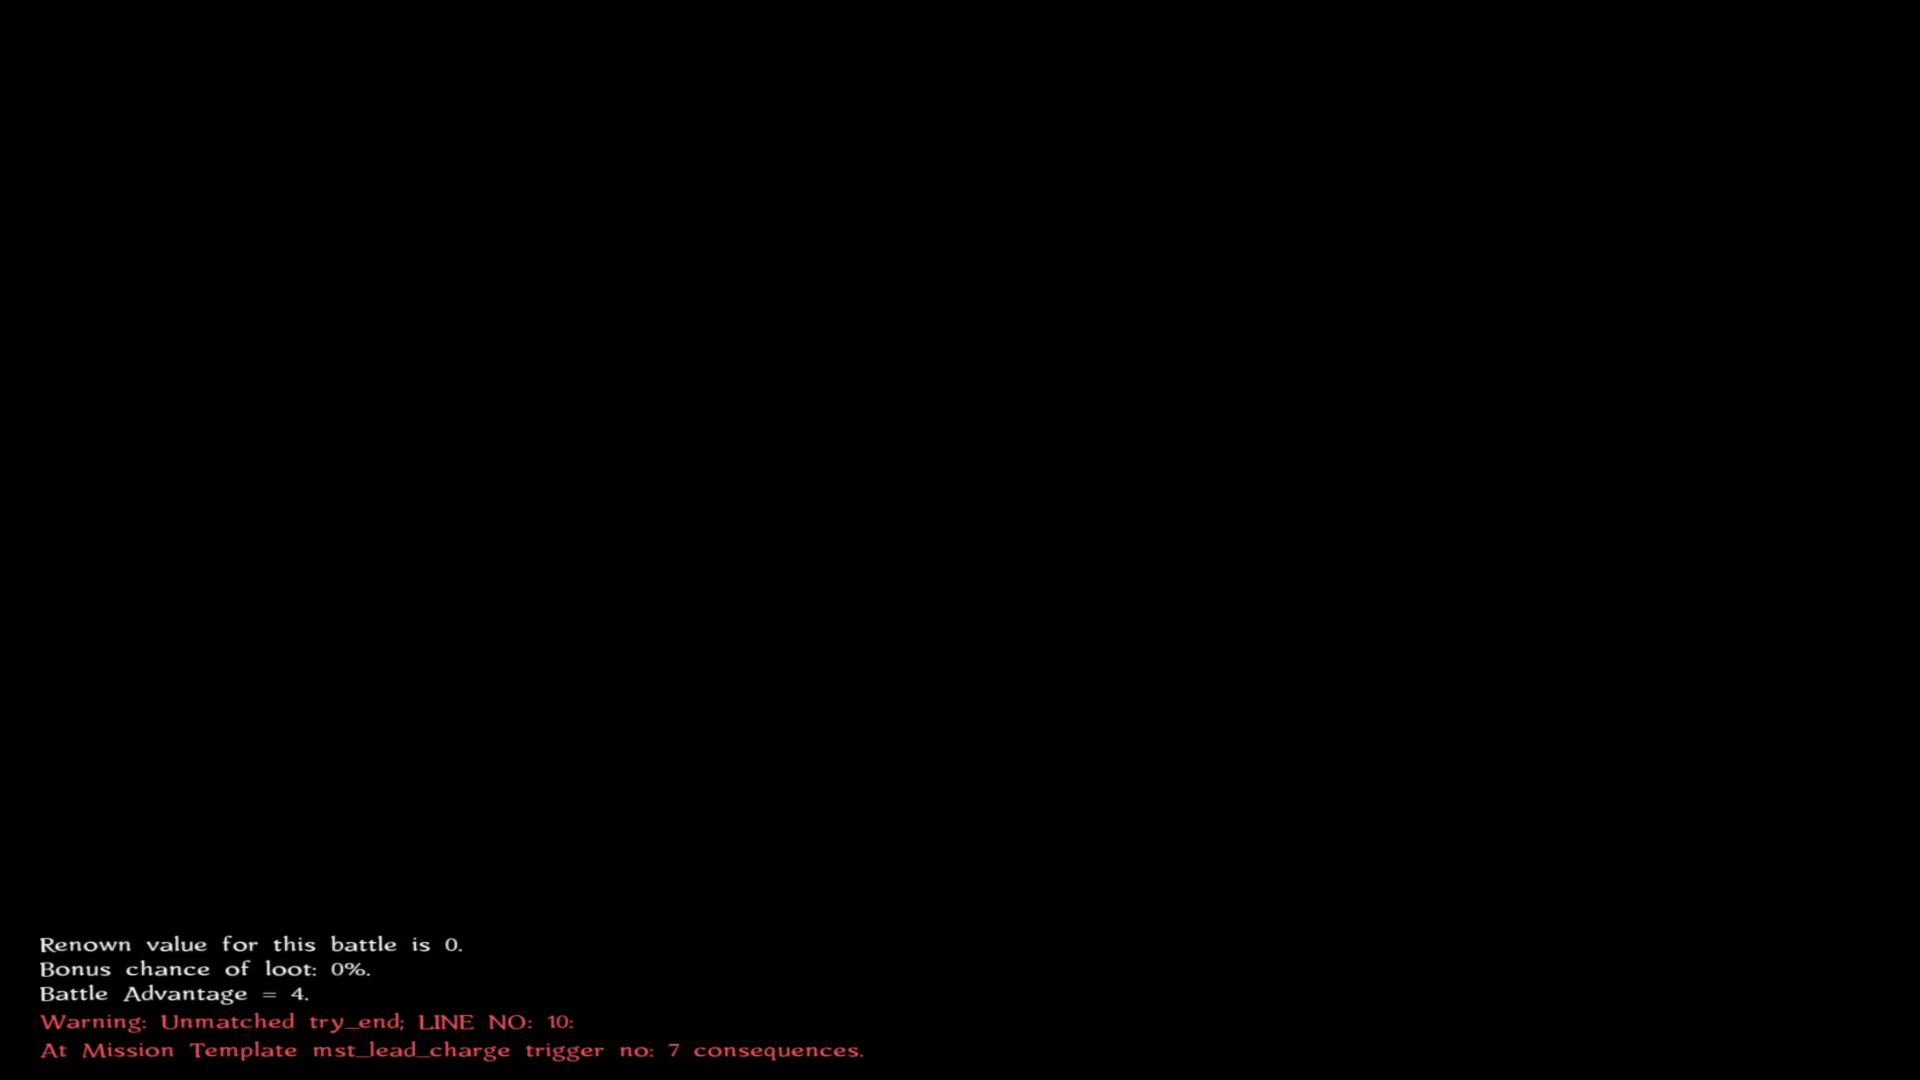 Renown value for this battle is 0.
Bonus chance of loot: 0%.
Battle Advantage = 4.
Warning: Unmatched try_end; LINE NO: 10:
At Mission Template mst_lead_charge trigger no: 7 consequences.